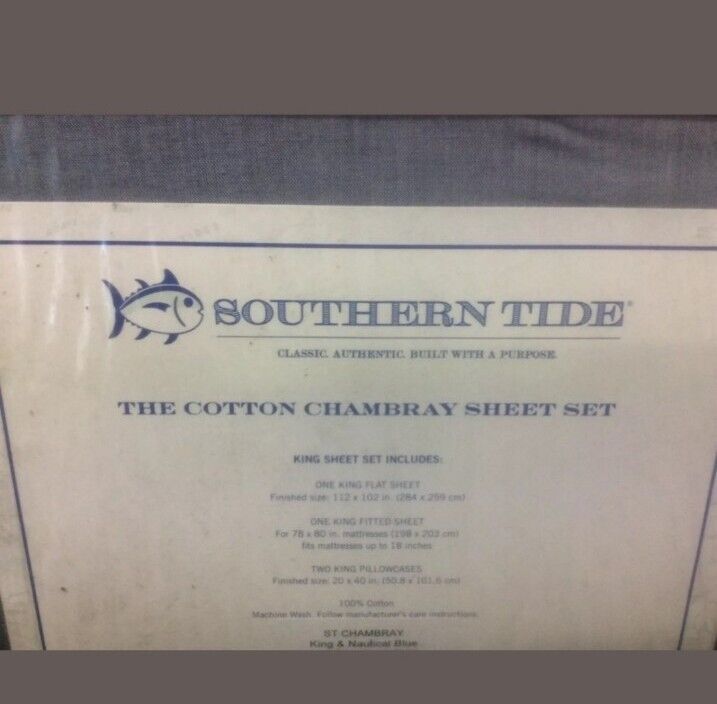 SOUTHERN TIDE®
CLASSIC. AUTHENTIC. BUILT WITH A PURPOSE.
THE COTTON CHAMBRAY SHEET SET
KING SHEET SET INCLUDES:
ONE KING FLAT SHEET
Finished size: 112 x 102 in. (284 x 259 cm)
ONE KING FITTED SHEET
For 78 x 80 in. mattresses (198 x 203 cm)
fits mattresses up to 18 inches
TWO KING PILLOWCASES
Finished size: 20 x 40 in. (50.8 x 101.6 cm)
100% Cotton
Machine Wash. Follow manufacturer's care instructions.
ST CHAMBRAY
King & Nautical Blue